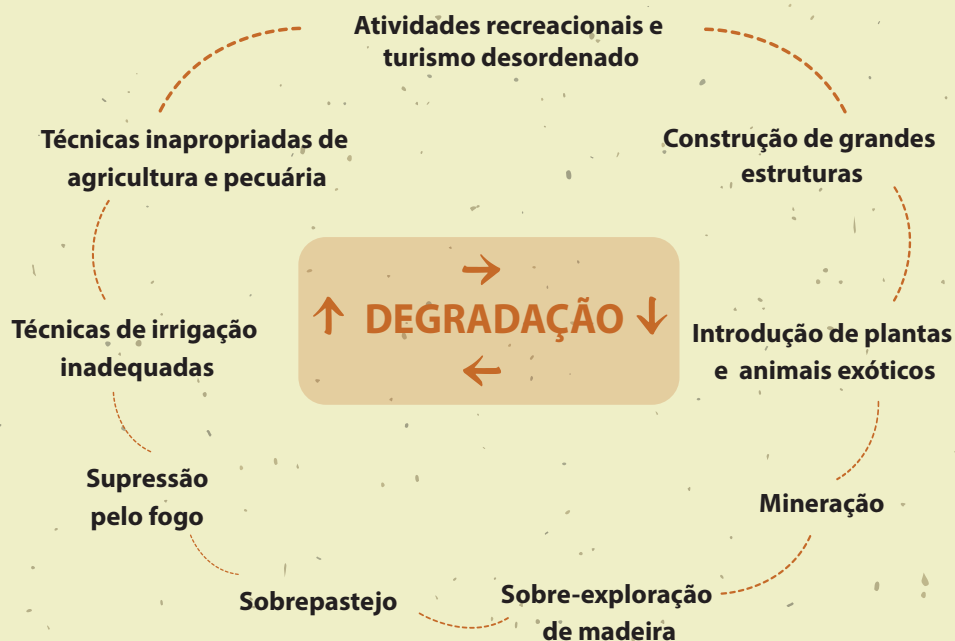 Atividades recreacionais e
turismo desordenado
Construção de grandes
estruturas
Introdução de plantas
e animais exóticos
Mineração
Sobre-exploração
de madeira
Sobrepastejo
Supressão
pelo fogo
Técnicas de irrigação
inadequadas
Técnicas inapropriadas de
agricultura e pecuária
DEGRADAÇÃO